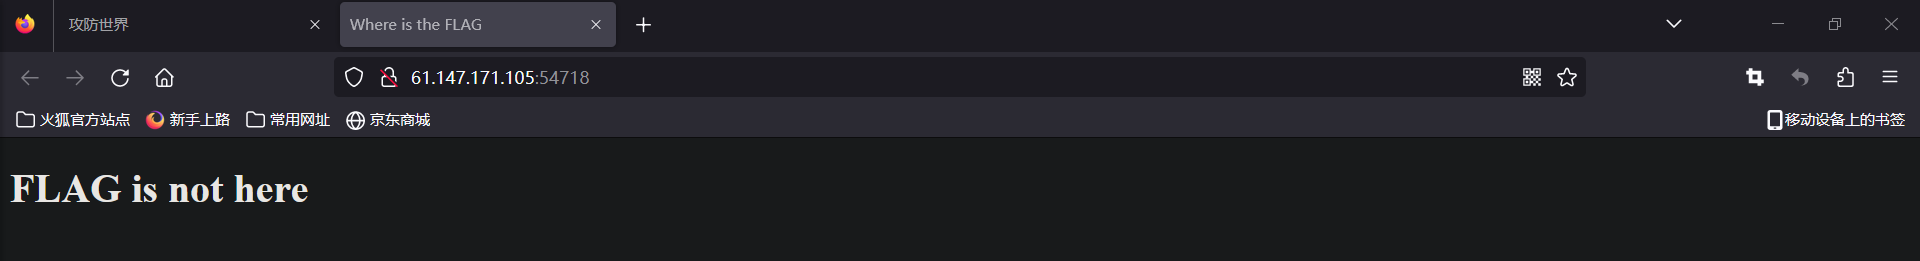 攻防世界
Where is the FLAG
61.147.171.105:54718
火狐官方站点 新手上路 常用网址 京东商城 移动设备上的书签
FLAG is not here